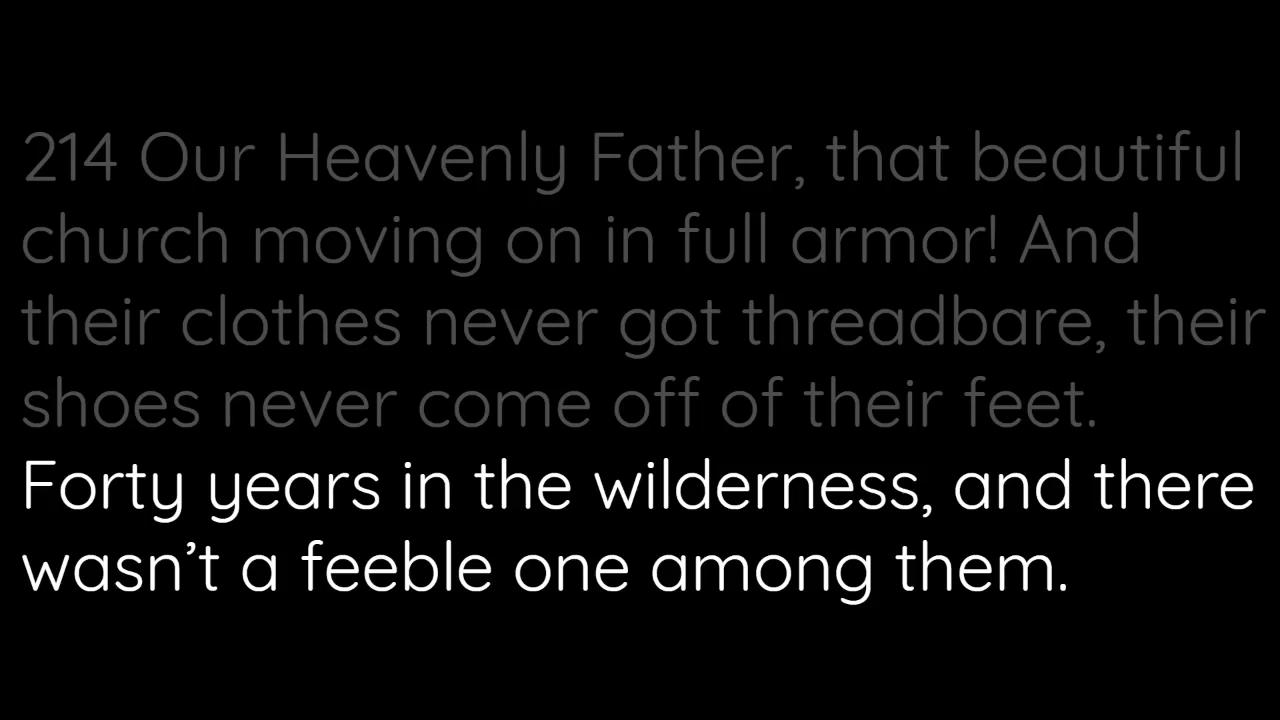 214 Our Heavenly Father, that beautiful
church moving on in full armor! And
their clothes never got threadbare, their
shoes never come off of their feet.
Forty years in the wilderness, and there
wasn’t a feeble one among them.